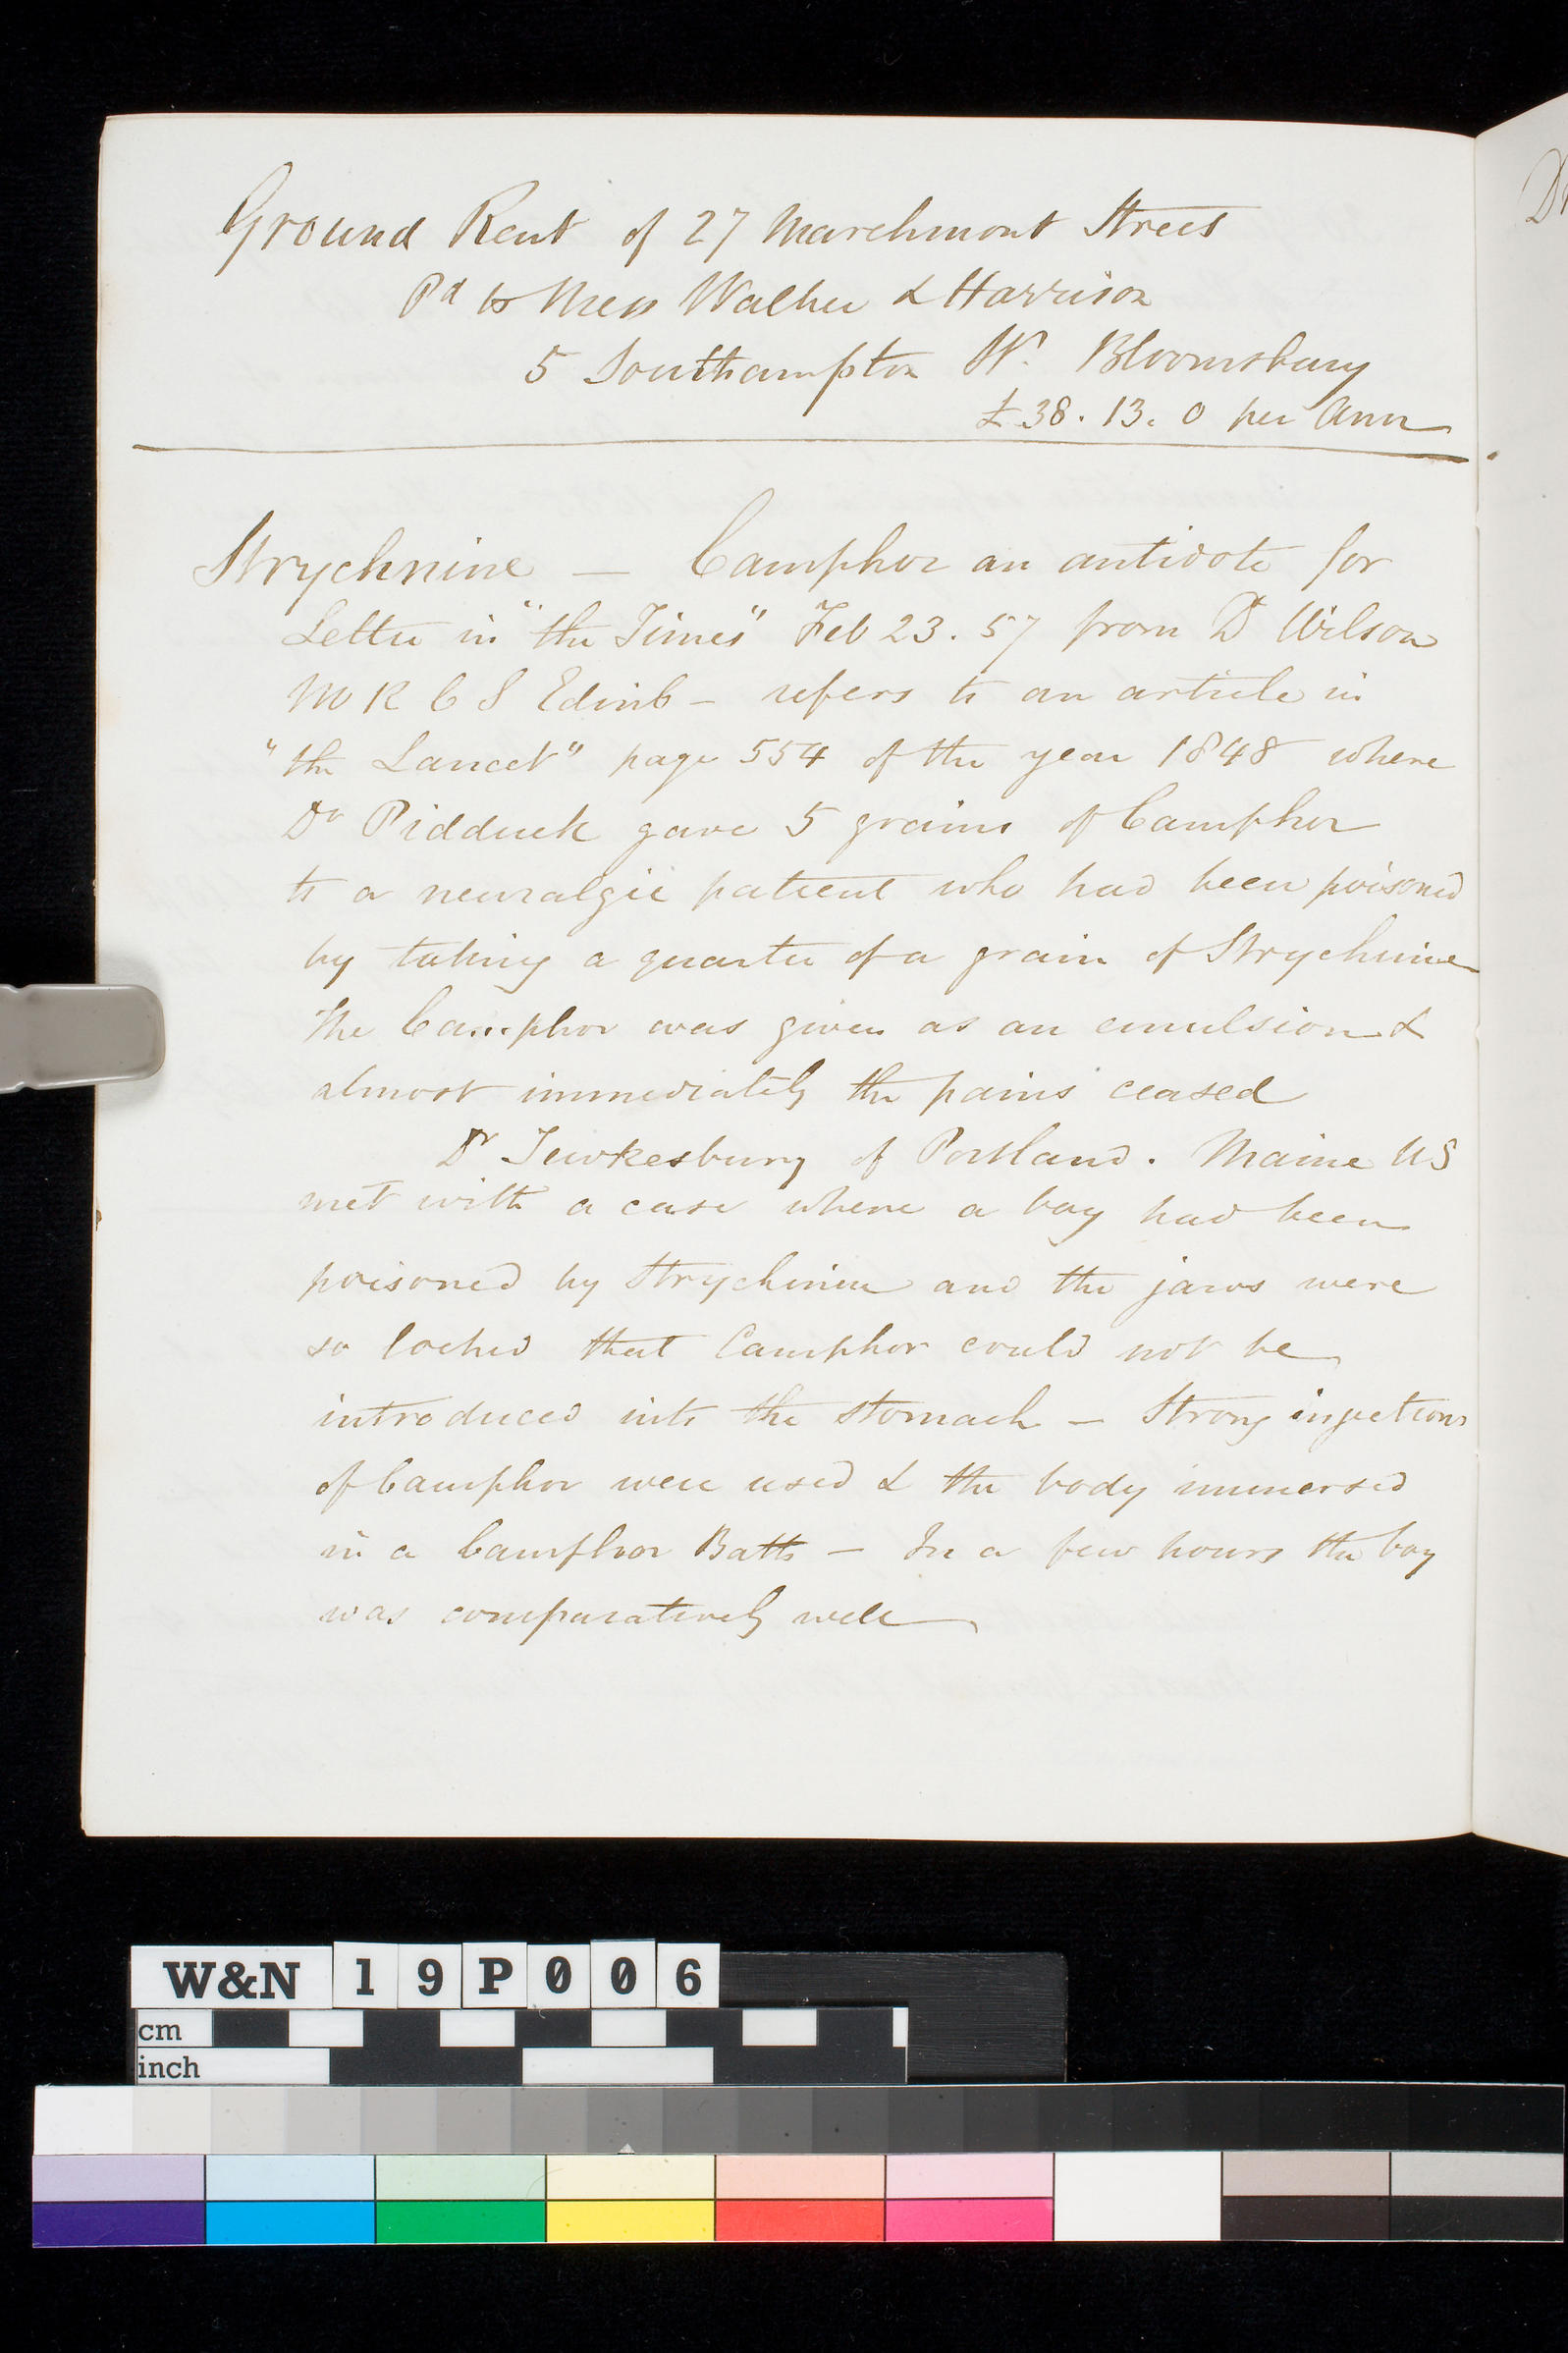 Ground Rent of 27 Marchmont Street
Pd to Mess Walker & Harrison
5 Southampton St. Bloomsbury
£38. 13. 0 per Ann
Strychnine — Camphor an antidote for
Letter in "the Times" Feb 23. 57 from Dr Wilson
M R C S Edinb – refers to an article in
"the Lancet" page 554 of the year 1848 where
Dr Pidduck gave 5 grains of Camphor
to a neuralgic patient who had been poisoned
by taking a quarter of a grain of Strychnine
The Camphor was given as an emulsion &
almost immediately the pains ceased
Dr Tewkesbury of Portland. Maine US
met with a case where a boy had been
poisoned by Strychnine and the jaws were
so locked that Camphor could not be
introduced into the stomach – Strong injections
of Camphor were used & the body immersed
in a Camphor Bath – In a few hours the boy
was comparatively well
W&N 19P006
cm
inch